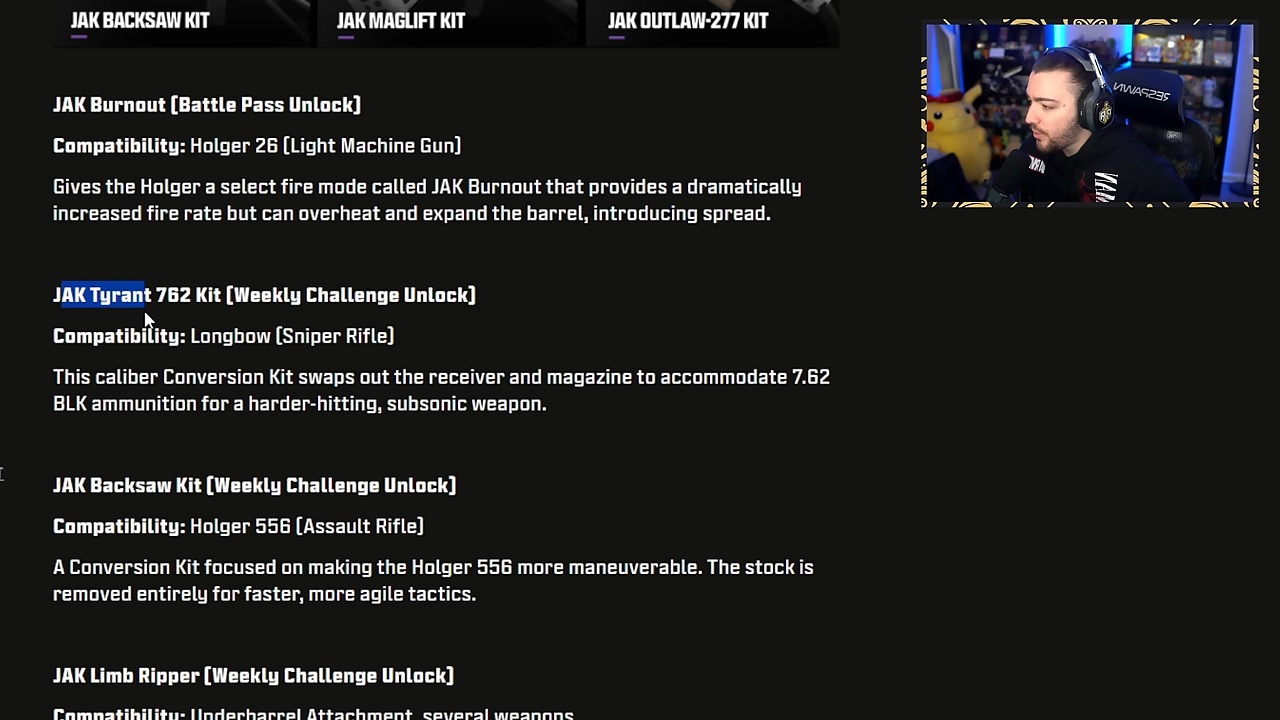 JAK BACKSAW KIT
JAK MAGLIFT KIT
JAK OUTLAW-277 KIT
RESPAWN
JAK Burnout (Battle Pass Unlock)
Compatibility: Holger 26 (Light Machine Gun)
Gives the Holger a select fire mode called JAK Burnout that provides a dramatically
increased fire rate but can overheat and expand the barrel, introducing spread.
JAK Tyrant 762 Kit (Weekly Challenge Unlock)
Compatibility: Longbow (Sniper Rifle)
This caliber Conversion Kit swaps out the receiver and magazine to accommodate 7.62
BLK ammunition for a harder-hitting, subsonic weapon.
JAK Backsaw Kit (Weekly Challenge Unlock)
Compatibility: Holger 556 (Assault Rifle)
A Conversion Kit focused on making the Holger 556 more maneuverable. The stock is
removed entirely for faster, more agile tactics.
JAK Limb Ripper (Weekly Challenge Unlock)
Compatibility: Underbarrel Attachment, several weapons